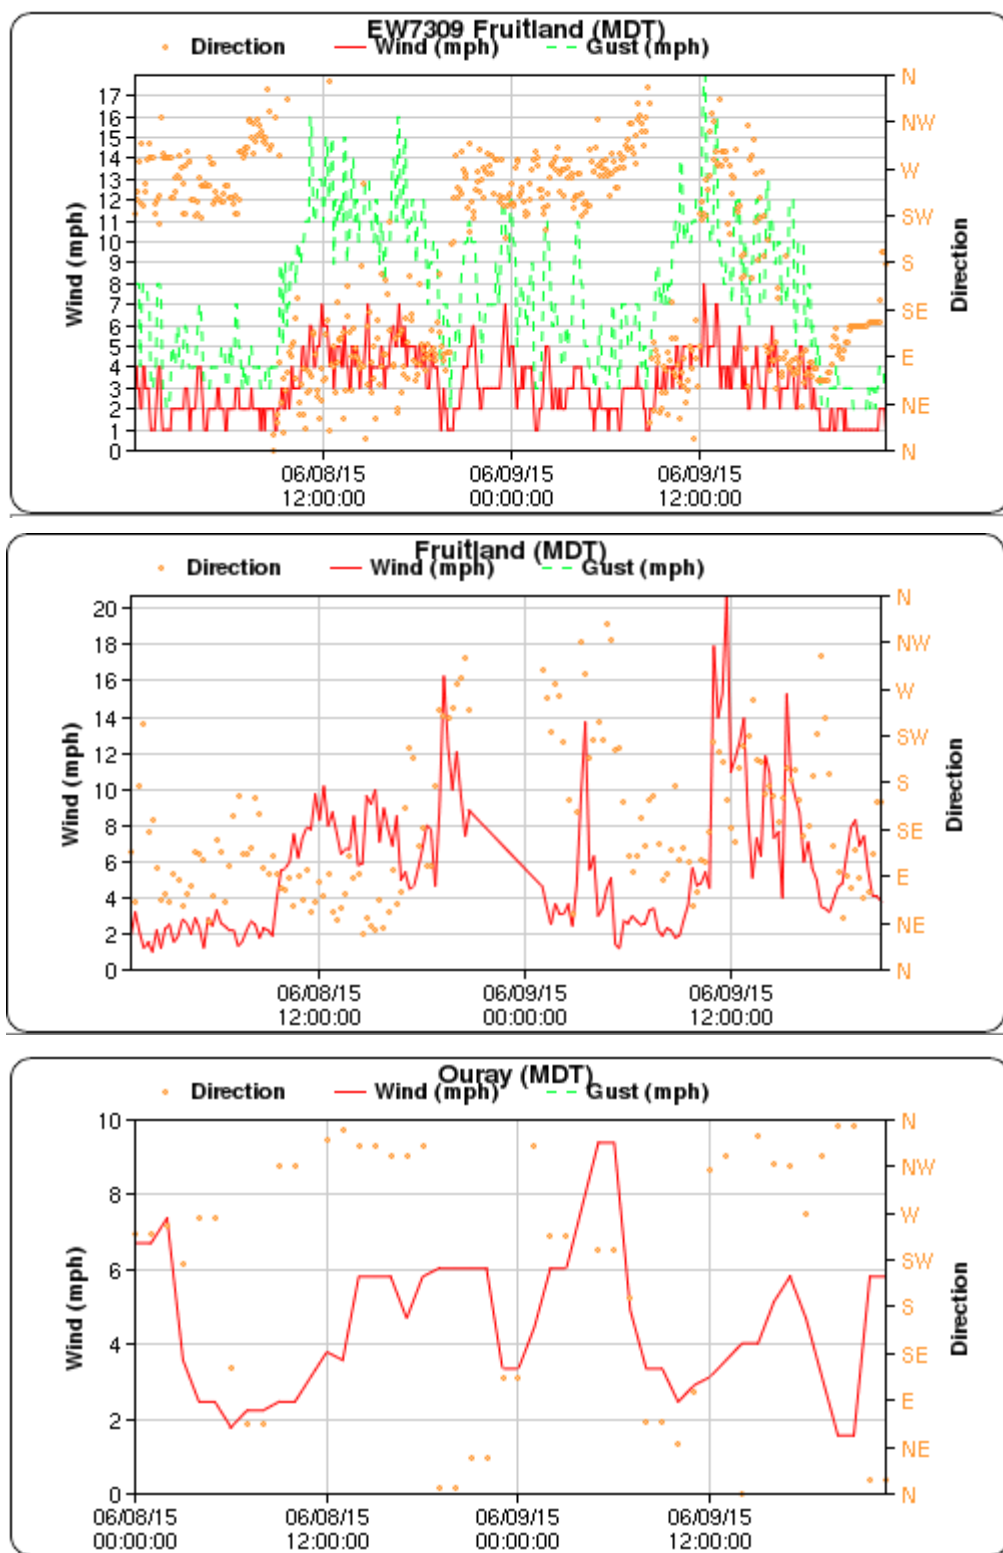 EW7309 Fruitland (MDT)
Direction Wind (mph) Gust (mph)
17
16
15
14
13
12
11
10
9
8
7
6
5
4
3
2
1
0
Wind (mph)
N
NW
W
SW
S
SE
E
NE
N
Direction
06/08/15 06/09/15 06/09/15
12:00:00 00:00:00 12:00:00
Fruitland (MDT)
Direction Wind (mph) Gust (mph)
20
18
16
14
12
10
8
6
4
2
0
Wind (mph)
N
NW
W
SW
S
SE
E
NE
N
Direction
06/08/15 06/09/15 06/09/15
12:00:00 00:00:00 12:00:00
Ouray (MDT)
Direction Wind (mph) Gust (mph)
10
8
6
4
2
0
Wind (mph)
N
NW
W
SW
S
SE
E
NE
N
Direction
06/08/15 06/08/15 06/09/15 06/09/15
00:00:00 12:00:00 00:00:00 12:00:00